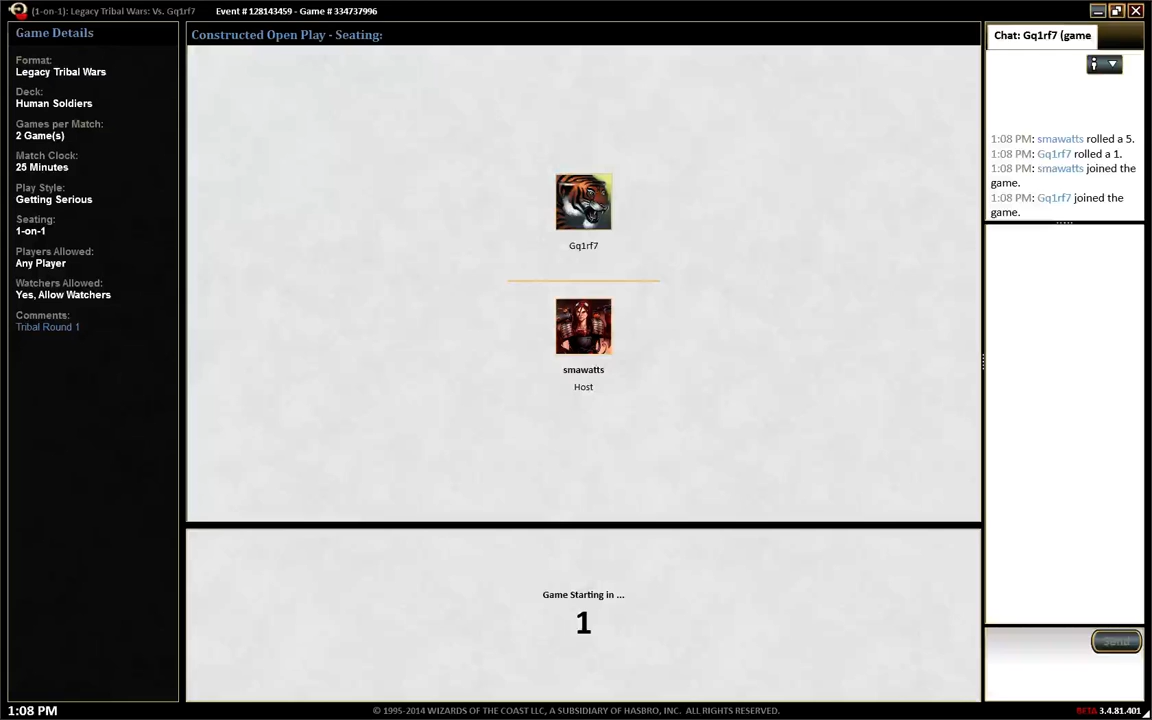 (1-on-1): Legacy Tribal Wars: Vs. Gq1rf7
Event # 128143459 - Game # 334737996
Game Details
Format:
Legacy Tribal Wars
Deck:
Human Soldiers
Games per Match:
2 Game(s)
Match Clock:
25 Minutes
Play Style:
Getting Serious
Seating:
1-on-1
Players Allowed:
Any Player
Watchers Allowed:
Yes, Allow Watchers
Comments:
Tribal Round 1
Constructed Open Play - Seating:
Gq1rf7
smawatts
Host
Game Starting in ...
1
Chat: Gq1rf7 (game
1:08 PM: smawatts rolled a 5.
1:08 PM: Gq1rf7 rolled a 1.
1:08 PM: smawatts joined the
game.
1:08 PM: Gq1rf7 joined the
game.
Send
1:08 PM
© 1995-2014 WIZARDS OF THE COAST LLC, A SUBSIDIARY OF HASBRO, INC. ALL RIGHTS RESERVED.
BETA 3.4.81.401